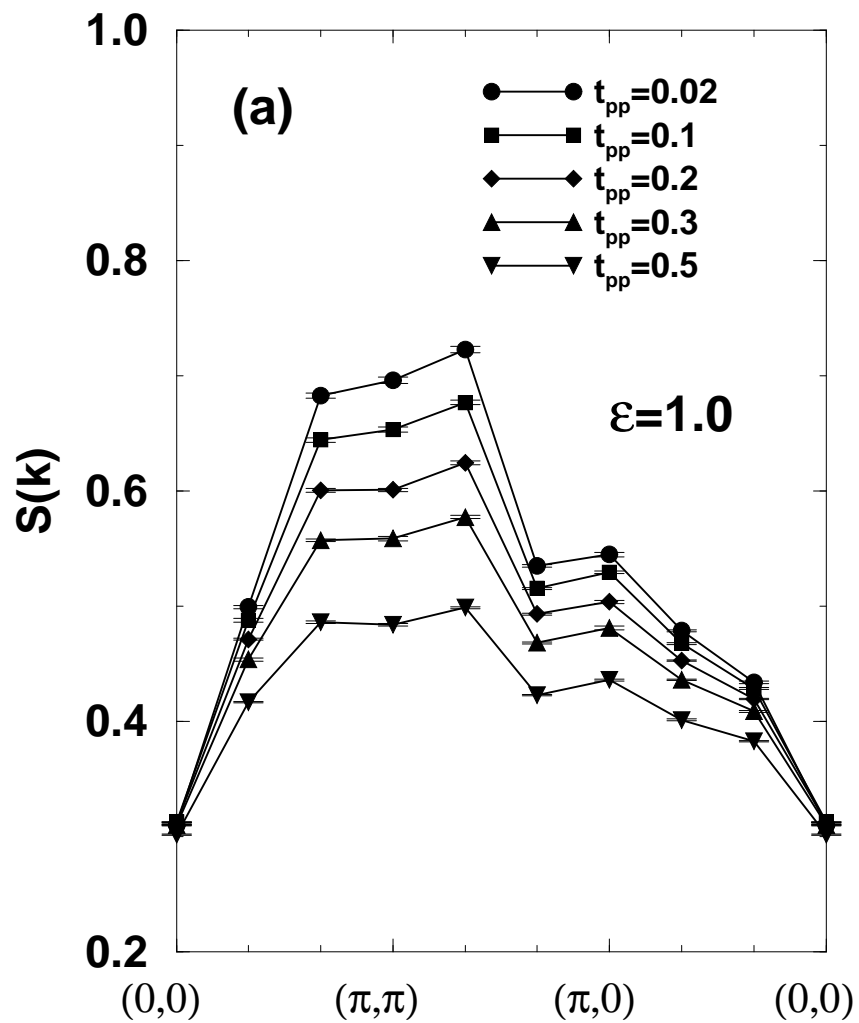 1.0
(a)
t_pp=0.02
t_pp=0.1
t_pp=0.2
t_pp=0.3
t_pp=0.5
0.8
ε=1.0
0.6
S(k)
0.4
0.2
(0,0) (π,π) (π,0) (0,0)